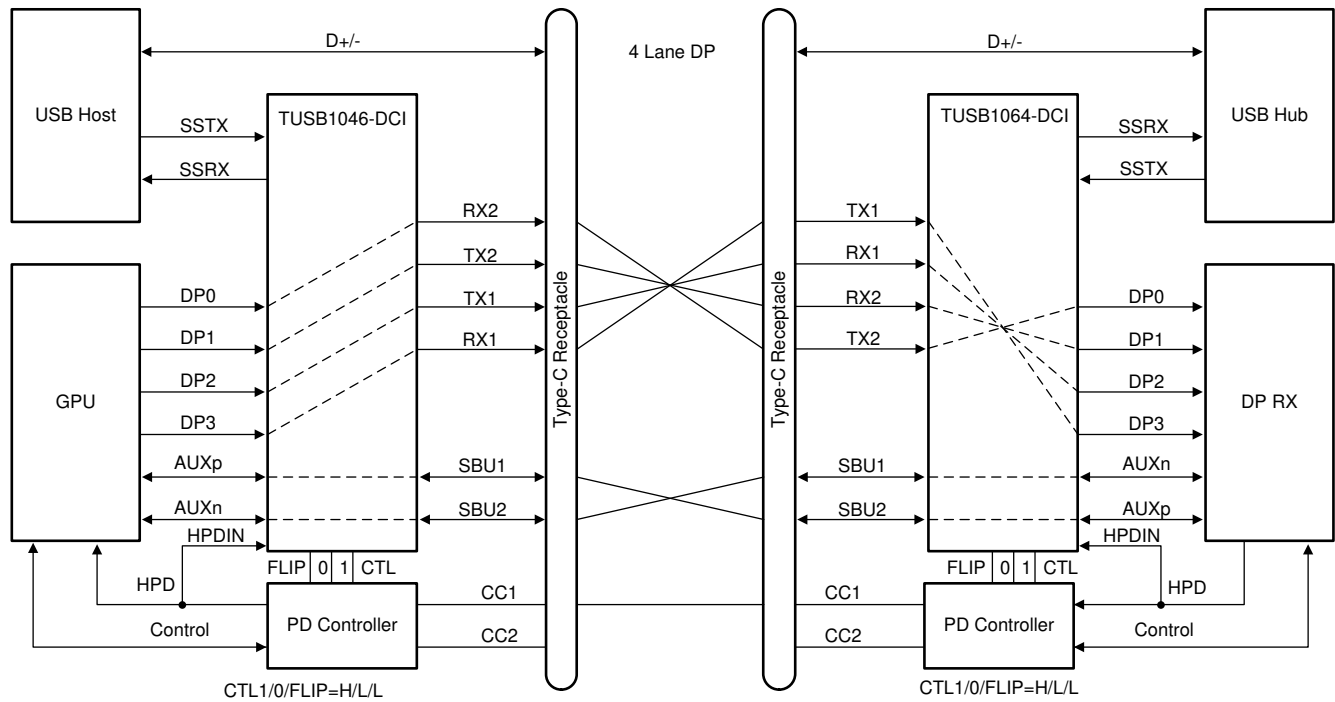 D+/-
4 Lane DP
D+/-
USB Host
TUSB1046-DCI
TUSB1064-DCI
USB Hub
SSTX
SSRX
SSRX
SSTX
RX2
TX2
TX1
RX1
TX1
RX1
RX2
TX2
Type-C Receptacle
Type-C Receptacle
GPU
DP0
DP1
DP2
DP3
AUXp
AUXn
DP0
DP1
DP2
DP3
AUXn
AUXp
DP RX
SBU1
SBU2
SBU1
SBU2
HPDIN
HPDIN
FLIP 0 1 CTL
FLIP 0 1 CTL
HPD
HPD
CC1
CC1
Control
PD Controller
PD Controller
Control
CC2
CC2
CTL1/0/FLIP=H/L/L
CTL1/0/FLIP=H/L/L